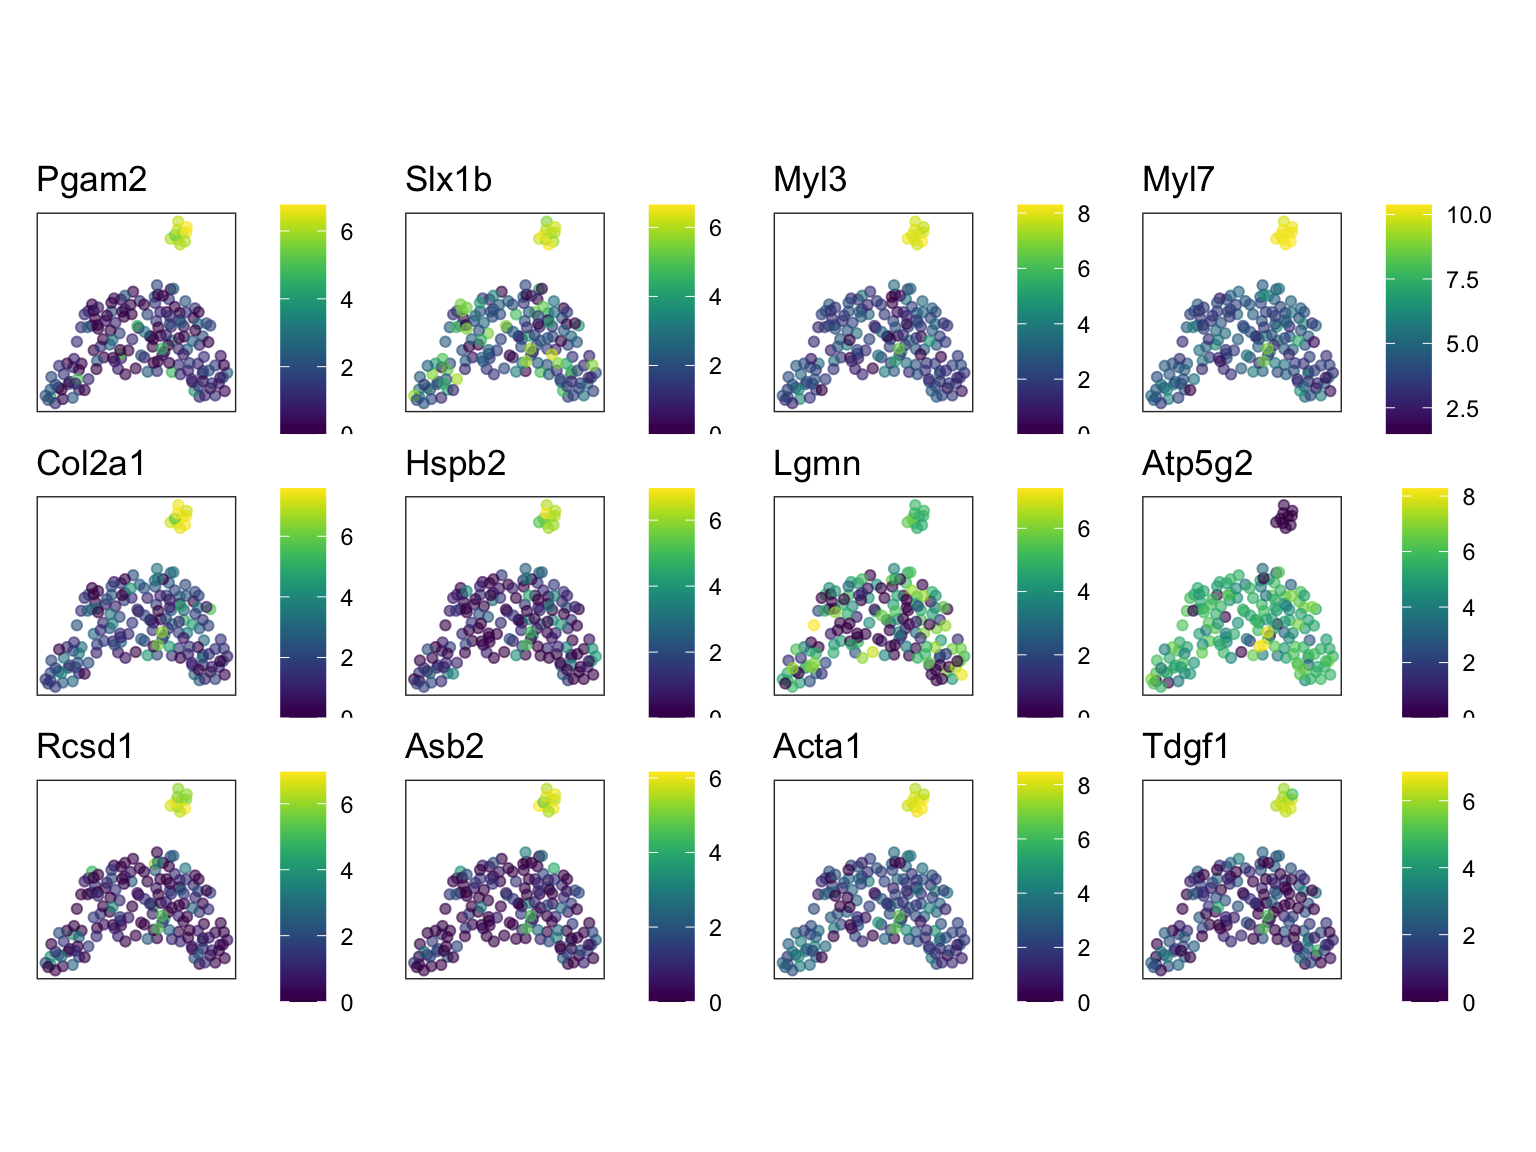 Pgam2 Slx1b Myl3 Myl7
6 4 2 0 6 4 2 0 8 6 4 2 0 10.0 7.5 5.0 2.5
Col2a1 Hspb2 Lgmn Atp5g2
6 4 2 0 6 4 2 0 6 4 2 0 8 6 4 2 0
Rcsd1 Asb2 Acta1 Tdgf1
6 4 2 0 6 4 2 0 8 6 4 2 0 6 4 2 0